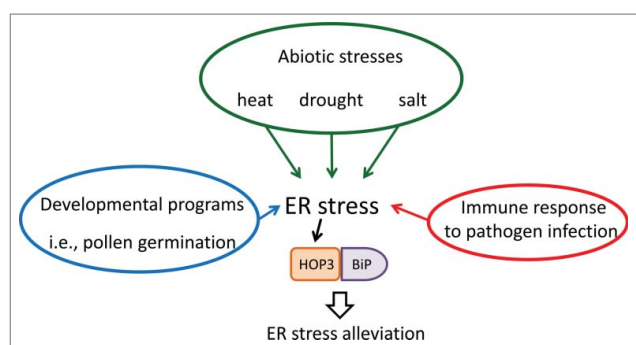 Abiotic stresses
heat drought salt
Developmental programs
i.e., pollen germination
ER stress
Immune response
to pathogen infection
HOP3 BiP
ER stress alleviation